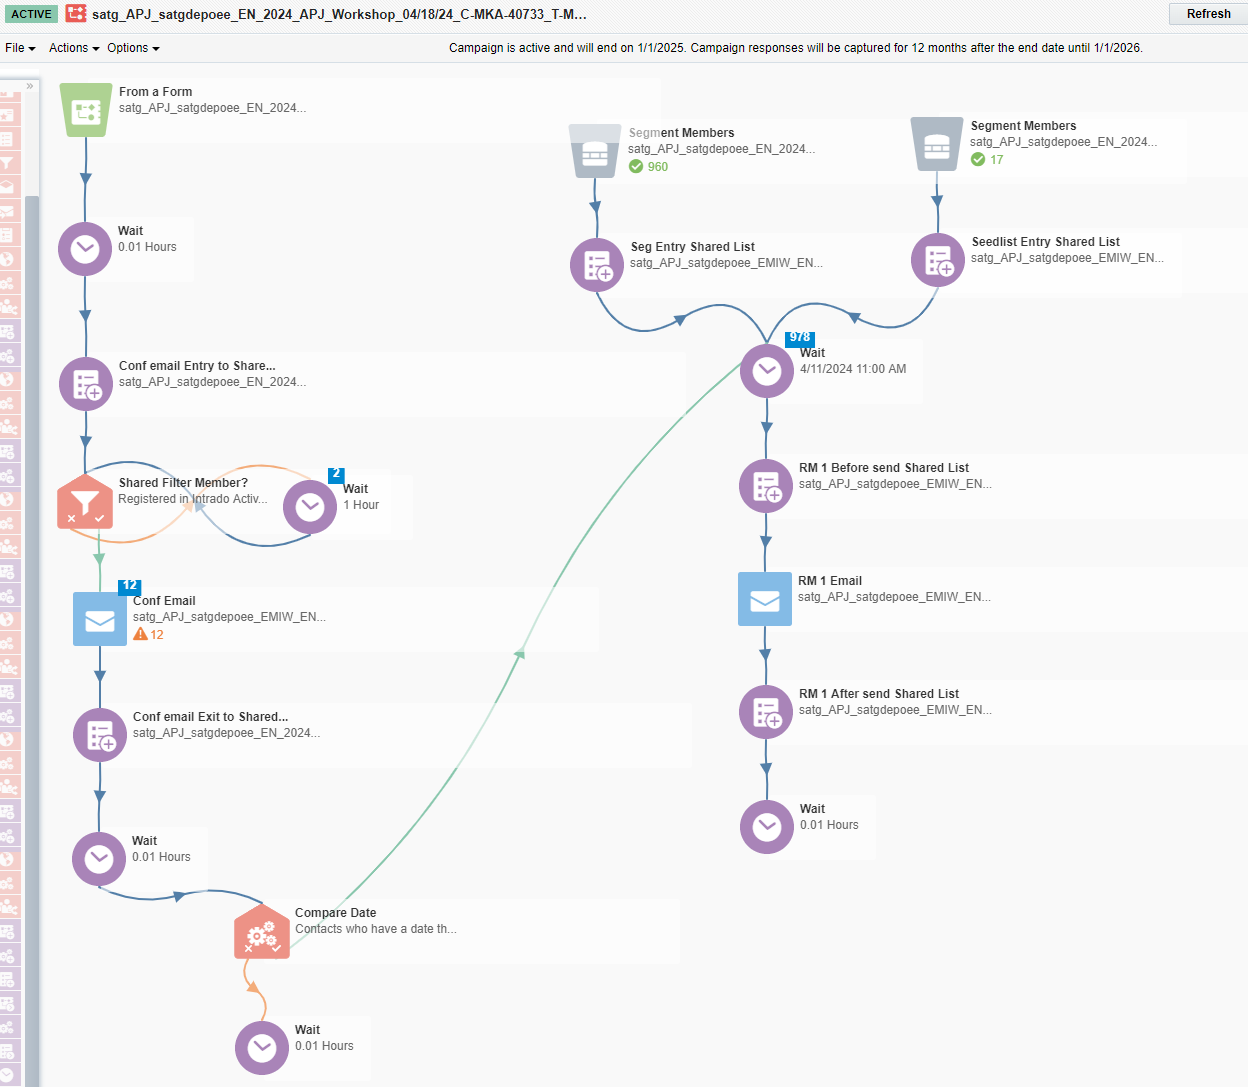 ACTIVE satg_APJ_satgdepoee_EN_2024_APJ_Workshop_04/18/24_C-MKA-40733_T-M... Refresh
File Actions Options Campaign is active and will end on 1/1/2025. Campaign responses will be captured for 12 months after the end date until 1/1/2026.
From a Form
satg_APJ_satgdepoee_EN_2024...
Wait
0.01 Hours
Conf email Entry to Share...
satg_APJ_satgdepoee_EN_2024...
Shared Filter Member?
Registered in Intrado Activ...
2
Wait
1 Hour
12
Conf Email
satg_APJ_satgdepoee_EMIW_EN...
12
Conf email Exit to Shared...
satg_APJ_satgdepoee_EN_2024...
Wait
0.01 Hours
Compare Date
Contacts who have a date th...
Wait
0.01 Hours
Segment Members
satg_APJ_satgdepoee_EN_2024...
960
Seg Entry Shared List
satg_APJ_satgdepoee_EMIW_EN...
Segment Members
satg_APJ_satgdepoee_EN_2024...
17
Seedlist Entry Shared List
satg_APJ_satgdepoee_EMIW_EN...
978
Wait
4/11/2024 11:00 AM
RM 1 Before send Shared List
satg_APJ_satgdepoee_EMIW_EN...
RM 1 Email
satg_APJ_satgdepoee_EMIW_EN...
RM 1 After send Shared List
satg_APJ_satgdepoee_EMIW_EN...
Wait
0.01 Hours